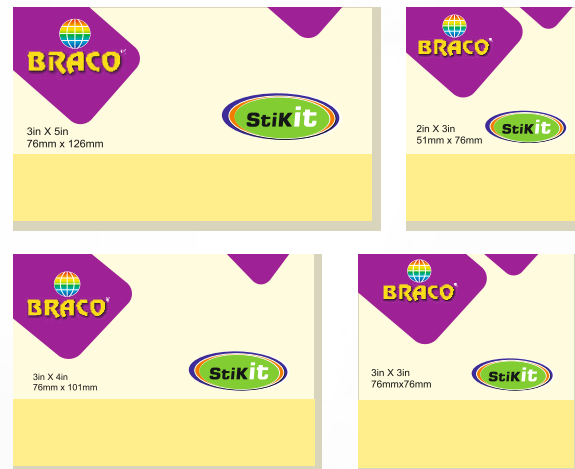 BRACO
3in X 5in
76mm x 126mm
StiKit
BRACO
2in X 3in
51mm x 76mm
StiKit
BRACO
3in X 4in
76mm x 101mm
StiKit
BRACO
3in X 3in
76mmx76mm
StiKit